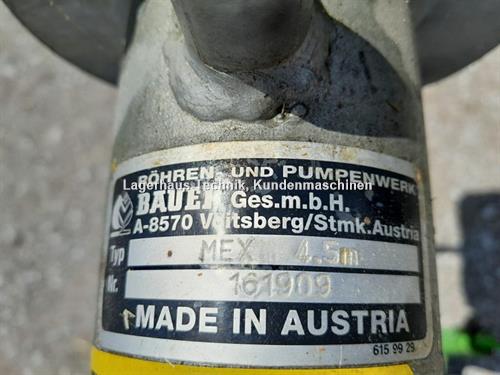 RÖHREN- UND PUMPENWERK
Lagerhaus Technik, Kundenmaschinen
BAUER Ges.m.b.H.
A-8570 Voitsberg/Stmk.Austria
Typ MEX 4.5m
Nr. 161909
MADE IN AUSTRIA
615 99 29